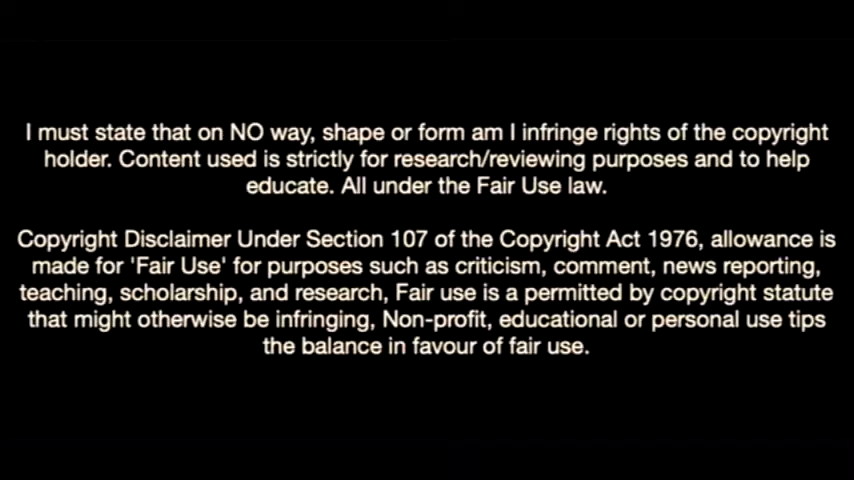 I must state that on NO way, shape or form am I infringe rights of the copyright
holder. Content used is strictly for research/reviewing purposes and to help
educate. All under the Fair Use law.
Copyright Disclaimer Under Section 107 of the Copyright Act 1976, allowance is
made for 'Fair Use' for purposes such as criticism, comment, news reporting,
teaching, scholarship, and research, Fair use is a permitted by copyright statute
that might otherwise be infringing, Non-profit, educational or personal use tips
the balance in favour of fair use.